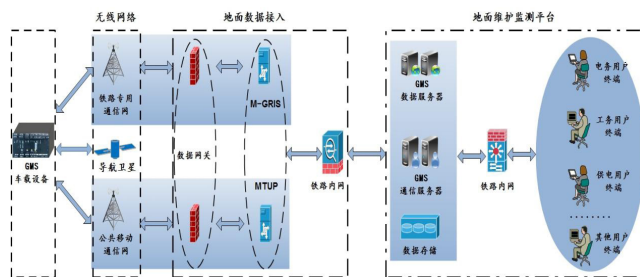 无线网络
地面数据接入
地面维护监测平台
铁路专用
通信网
M-GRIS
GMS
车载设备
导航卫星
数据网关
MTUP
铁路内网
公共移动
通信网
GMS
数据服务器
GMS
通信服务器
数据存储
铁路内网
电务用户
终端
工务用户
终端
供电用户
终端
........
其他用户
终端